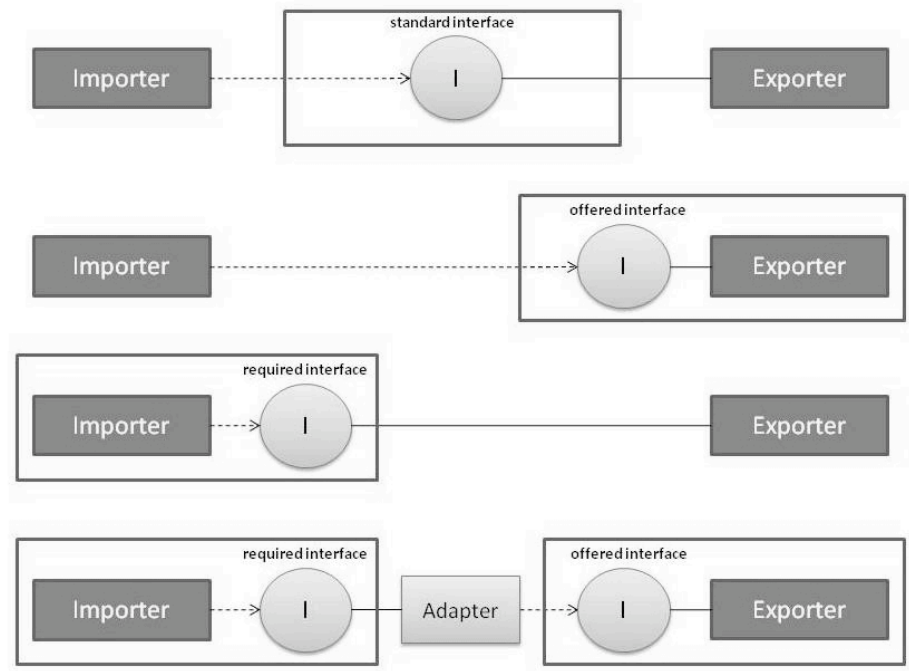 standard interface
Importer
I
Exporter
offered interface
Importer
I
Exporter
required interface
Importer
I
Exporter
required interface
offered interface
Importer
I
Adapter
I
Exporter